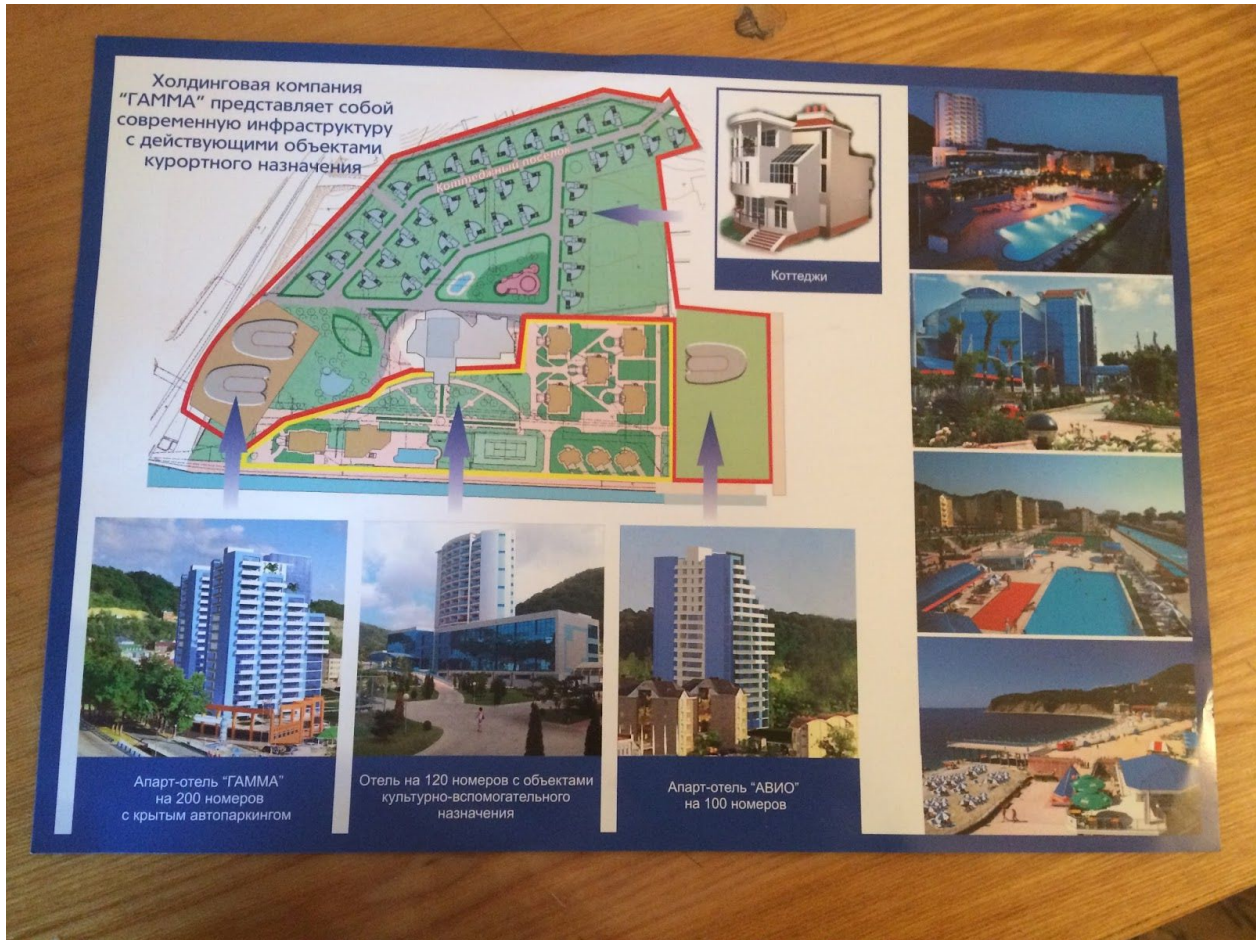 Холдинговая компания
"ГАММА" представляет собой
современную инфраструктуру
с действующими объектами
курортного назначения
Коттеджный поселок
Коттеджи
Апарт-отель "ГАММА"
на 200 номеров
с крытым автопаркингом
Отель на 120 номеров с объектами
культурно-вспомогательного
назначения
Апарт-отель "АВИО"
на 100 номеров